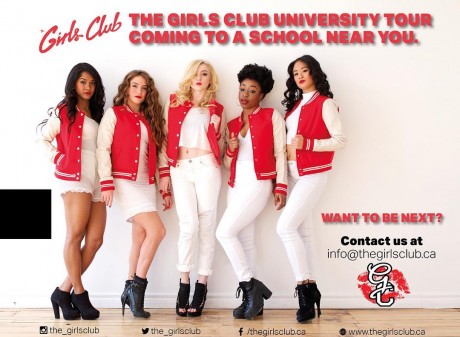 Girls Club
THE GIRLS CLUB UNIVERSITY TOUR
COMING TO A SCHOOL NEAR YOU.
WANT TO BE NEXT?
Contact us at
info@thegirlsclub.ca
GC
the_girlsclub
the_girlsclub
/thegirlsclub.ca
www.thegirlsclub.ca